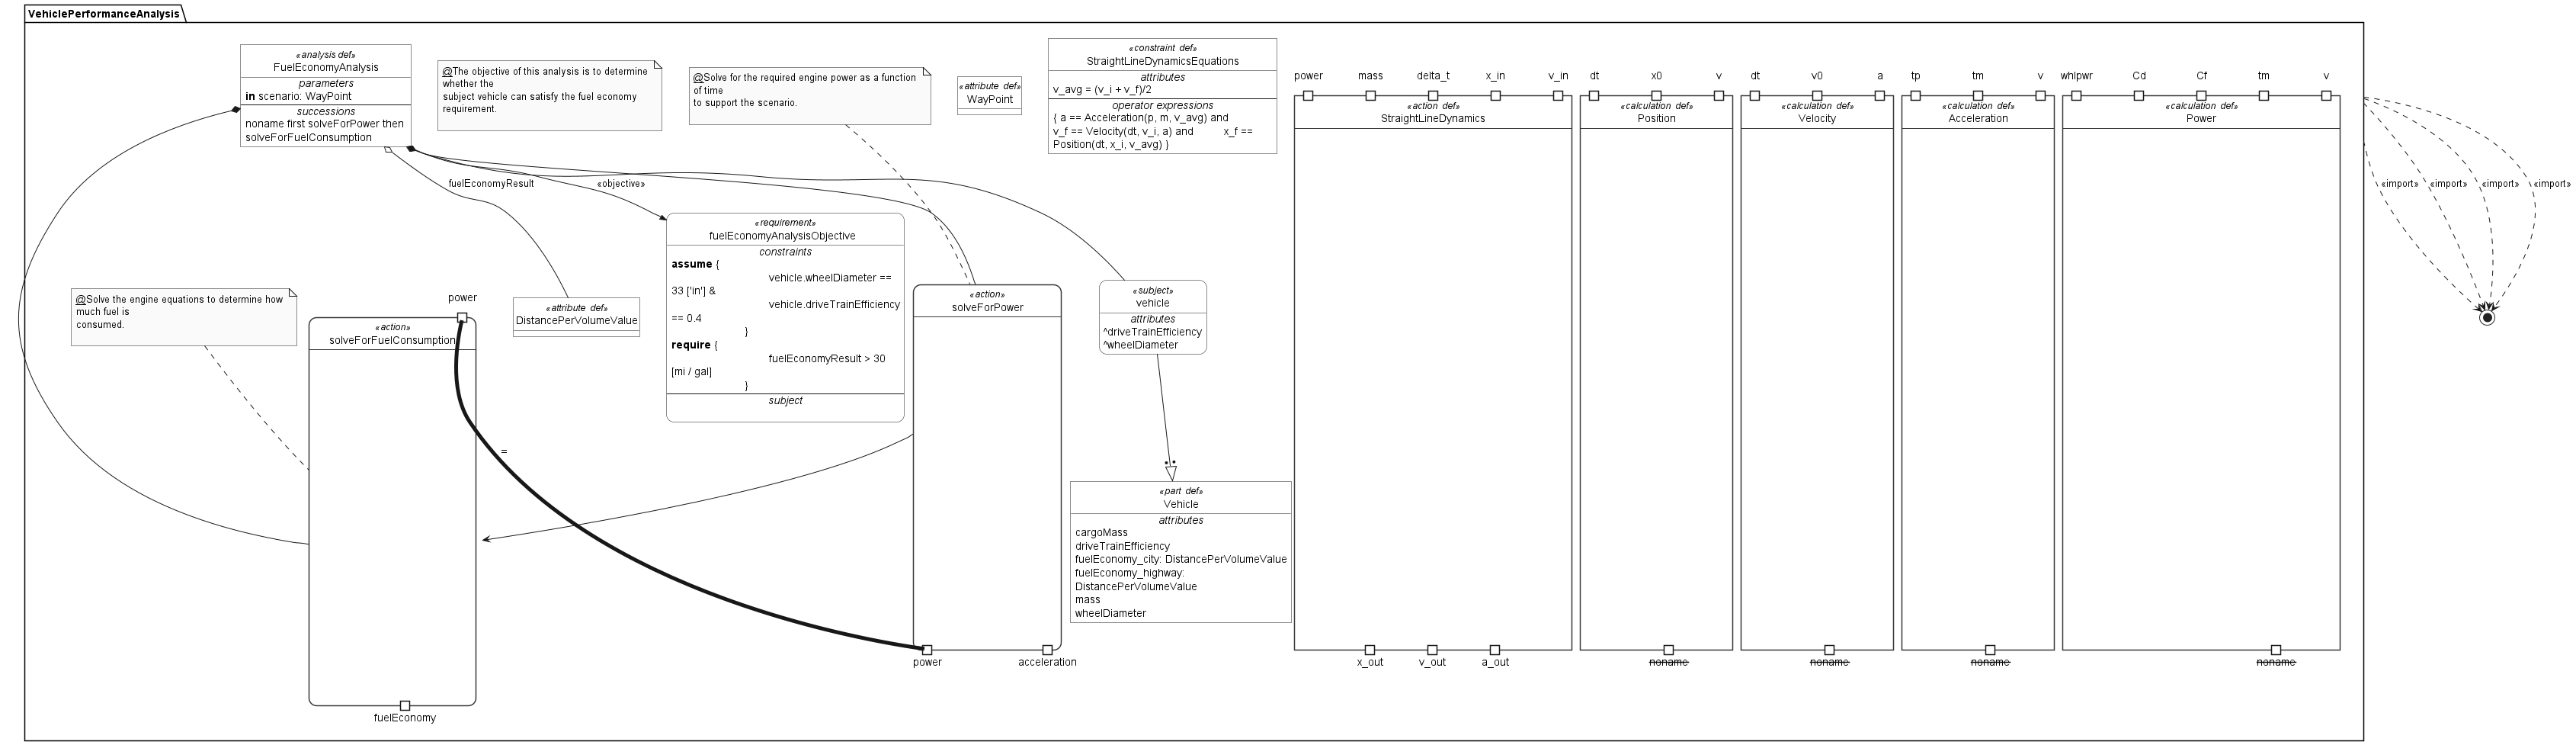 VehiclePerformanceAnalysis
«analysis def»
FuelEconomyAnalysis
parameters
in scenario: WayPoint
successions
noname first solveForPower then
solveForFuelConsumption
@The objective of this analysis is to determine
whether the
subject vehicle can satisfy the fuel economy
requirement.
@Solve for the required engine power as a function
of time
to support the scenario.
«attribute def»
WayPoint
«constraint def»
StraightLineDynamicsEquations
attributes
v_avg = (v_i + v_f)/2
operator expressions
{ a == Acceleration(p, m, v_avg) and
v_f == Velocity(dt, v_i, a) and x_f ==
Position(dt, x_i, v_avg) }
power mass delta_t x_in v_in
«action def»
StraightLineDynamics
x_out v_out a_out
dt x0 v
«calculation def»
Position
noname
dt v0 a
«calculation def»
Velocity
noname
tp tm v
«calculation def»
Acceleration
noname
whlpwr Cd Cf tm v
«calculation def»
Power
noname
«import» «import» «import» «import»
fuelEconomyResult
«objective»
«requirement»
fuelEconomyAnalysisObjective
constraints
assume {
vehicle.wheelDiameter ==
33 ['in'] &
vehicle.driveTrainEfficiency
== 0.4
}
require {
fuelEconomyResult > 30
[mi / gal]
}
subject
@Solve the engine equations to determine how
much fuel is
consumed.
power
«action»
solveForFuelConsumption
fuelEconomy
«attribute def»
DistancePerVolumeValue
=
«action»
solveForPower
power acceleration
«subject»
vehicle
attributes
^driveTrainEfficiency
^wheelDiameter
«part def»
Vehicle
attributes
cargoMass
driveTrainEfficiency
fuelEconomy_city: DistancePerVolumeValue
fuelEconomy_highway:
DistancePerVolumeValue
mass
wheelDiameter